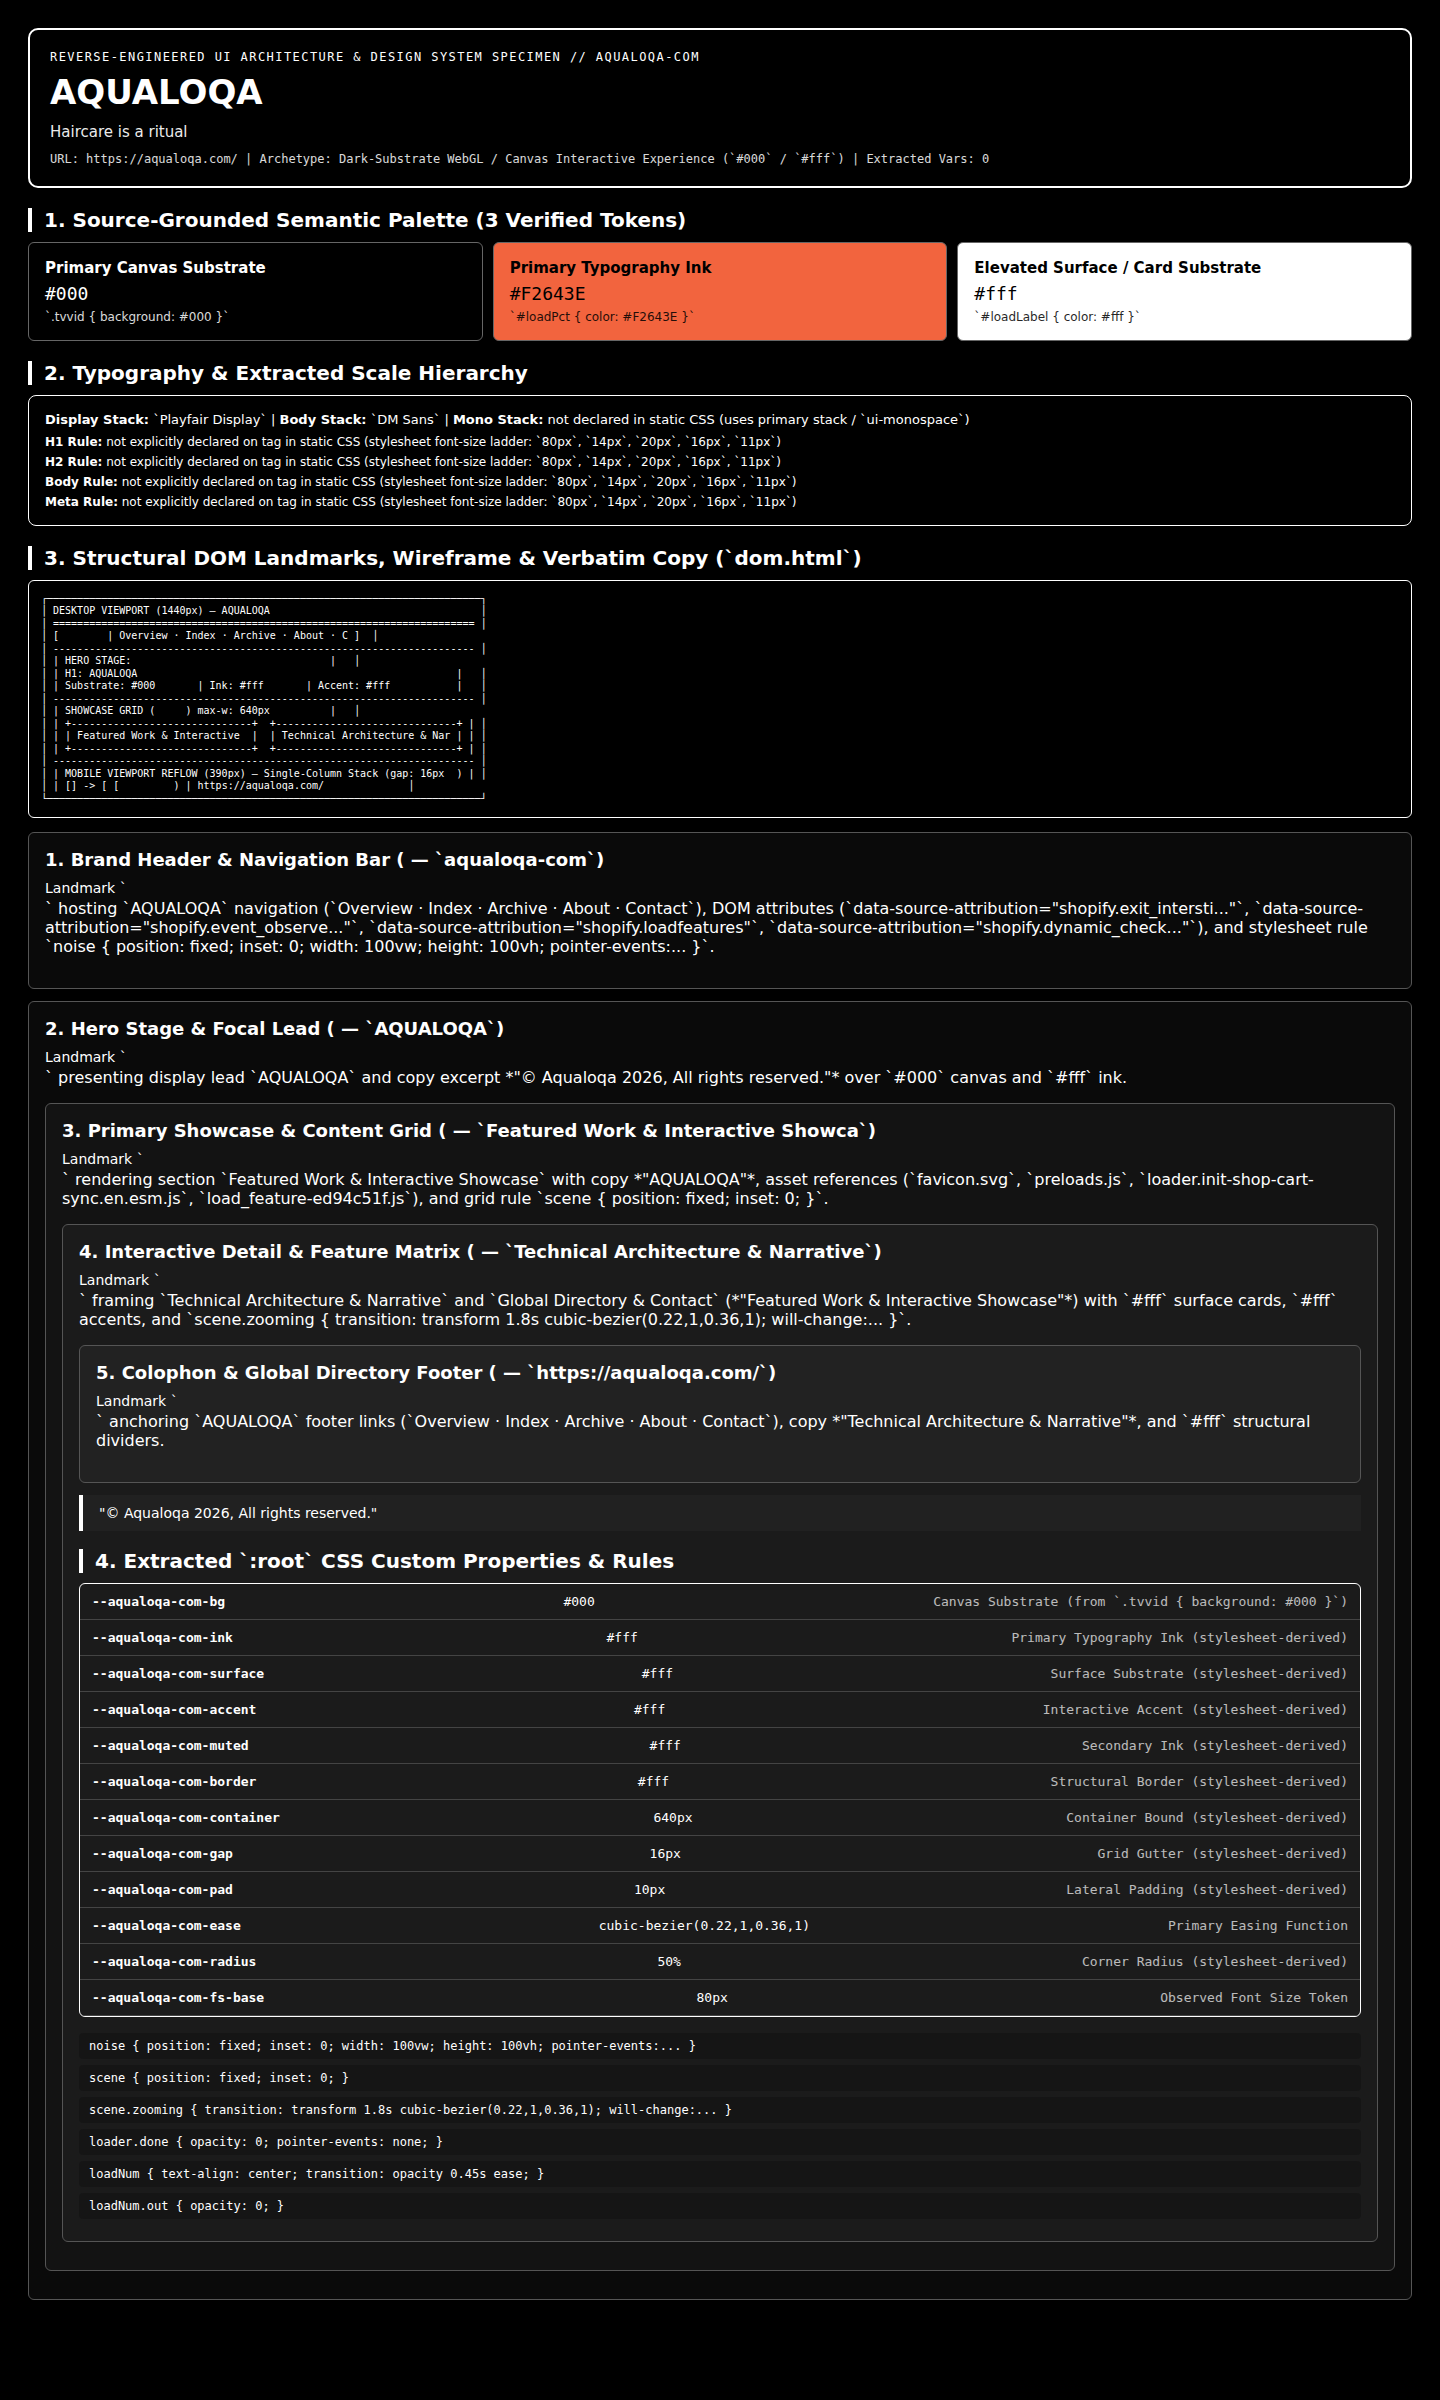 REVERSE-ENGINEERED UI ARCHITECTURE & DESIGN SYSTEM SPECIMEN // AQUALOQA-COM
AQUALOQA
Haircare is a ritual
URL: https://aqualoqa.com/ | Archetype: Dark-Substrate WebGL / Canvas Interactive Experience (`#000` / `#fff`) | Extracted Vars: 0
1. Source-Grounded Semantic Palette (3 Verified Tokens)
Primary Canvas Substrate
#000
`.tvvid { background: #000 }`
Primary Typography Ink
#F2643E
`#loadPct { color: #F2643E }`
Elevated Surface / Card Substrate
#fff
`#loadLabel { color: #fff }`
2. Typography & Extracted Scale Hierarchy
Display Stack: `Playfair Display` | Body Stack: `DM Sans` | Mono Stack: not declared in static CSS (uses primary stack / `ui-monospace`)
H1 Rule: not explicitly declared on tag in static CSS (stylesheet font-size ladder: `80px`, `14px`, `20px`, `16px`, `11px`)
H2 Rule: not explicitly declared on tag in static CSS (stylesheet font-size ladder: `80px`, `14px`, `20px`, `16px`, `11px`)
Body Rule: not explicitly declared on tag in static CSS (stylesheet font-size ladder: `80px`, `14px`, `20px`, `16px`, `11px`)
Meta Rule: not explicitly declared on tag in static CSS (stylesheet font-size ladder: `80px`, `14px`, `20px`, `16px`, `11px`)
3. Structural DOM Landmarks, Wireframe & Verbatim Copy (`dom.html`)
DESKTOP VIEWPORT (1440px) — AQUALOQA
======================================================================
[        | Overview · Index · Archive · About · C ]  |
----------------------------------------------------------------------
| HERO STAGE:                                 |   |
| H1: AQUALOQA                                                     |
| Substrate: #000       | Ink: #fff       | Accent: #fff           |
----------------------------------------------------------------------
| SHOWCASE GRID (     ) max-w: 640px          |   |
| +------------------------------+  +------------------------------+ |
| | Featured Work & Interactive  |  | Technical Architecture & Nar | |
| +------------------------------+  +------------------------------+ |
----------------------------------------------------------------------
| MOBILE VIEWPORT REFLOW (390px) — Single-Column Stack (gap: 16px  ) |
| [] -> [ [         ) | https://aqualoqa.com/              |
1. Brand Header & Navigation Bar ( — `aqualoqa-com`)
Landmark `
` hosting `AQUALOQA` navigation (`Overview · Index · Archive · About · Contact`), DOM attributes (`data-source-attribution="shopify.exit_intersti..."`, `data-source-
attribution="shopify.event_observe..."`, `data-source-attribution="shopify.loadfeatures"`, `data-source-attribution="shopify.dynamic_check..."`), and stylesheet rule
`noise { position: fixed; inset: 0; width: 100vw; height: 100vh; pointer-events:... }`.
2. Hero Stage & Focal Lead ( — `AQUALOQA`)
Landmark `
` presenting display lead `AQUALOQA` and copy excerpt *"© Aqualoqa 2026, All rights reserved."* over `#000` canvas and `#fff` ink.
3. Primary Showcase & Content Grid ( — `Featured Work & Interactive Showca`)
Landmark `
` rendering section `Featured Work & Interactive Showcase` with copy *"AQUALOQA"*, asset references (`favicon.svg`, `preloads.js`, `loader.init-shop-cart-
sync.en.esm.js`, `load_feature-ed94c51f.js`), and grid rule `scene { position: fixed; inset: 0; }`.
4. Interactive Detail & Feature Matrix ( — `Technical Architecture & Narrative`)
Landmark `
` framing `Technical Architecture & Narrative` and `Global Directory & Contact` (*"Featured Work & Interactive Showcase"*) with `#fff` surface cards, `#fff`
accents, and `scene.zooming { transition: transform 1.8s cubic-bezier(0.22,1,0.36,1); will-change:... }`.
5. Colophon & Global Directory Footer ( — `https://aqualoqa.com/`)
Landmark `
` anchoring `AQUALOQA` footer links (`Overview · Index · Archive · About · Contact`), copy *"Technical Architecture & Narrative"*, and `#fff` structural
dividers.
"© Aqualoqa 2026, All rights reserved."
4. Extracted `:root` CSS Custom Properties & Rules
--aqualoqa-com-bg #000 Canvas Substrate (from `.tvvid { background: #000 }`)
--aqualoqa-com-ink #fff Primary Typography Ink (stylesheet-derived)
--aqualoqa-com-surface #fff Surface Substrate (stylesheet-derived)
--aqualoqa-com-accent #fff Interactive Accent (stylesheet-derived)
--aqualoqa-com-muted #fff Secondary Ink (stylesheet-derived)
--aqualoqa-com-border #fff Structural Border (stylesheet-derived)
--aqualoqa-com-container 640px Container Bound (stylesheet-derived)
--aqualoqa-com-gap 16px Grid Gutter (stylesheet-derived)
--aqualoqa-com-pad 10px Lateral Padding (stylesheet-derived)
--aqualoqa-com-ease cubic-bezier(0.22,1,0.36,1) Primary Easing Function
--aqualoqa-com-radius 50% Corner Radius (stylesheet-derived)
--aqualoqa-com-fs-base 80px Observed Font Size Token
noise { position: fixed; inset: 0; width: 100vw; height: 100vh; pointer-events:... }
scene { position: fixed; inset: 0; }
scene.zooming { transition: transform 1.8s cubic-bezier(0.22,1,0.36,1); will-change:... }
loader.done { opacity: 0; pointer-events: none; }
loadNum { text-align: center; transition: opacity 0.45s ease; }
loadNum.out { opacity: 0; }